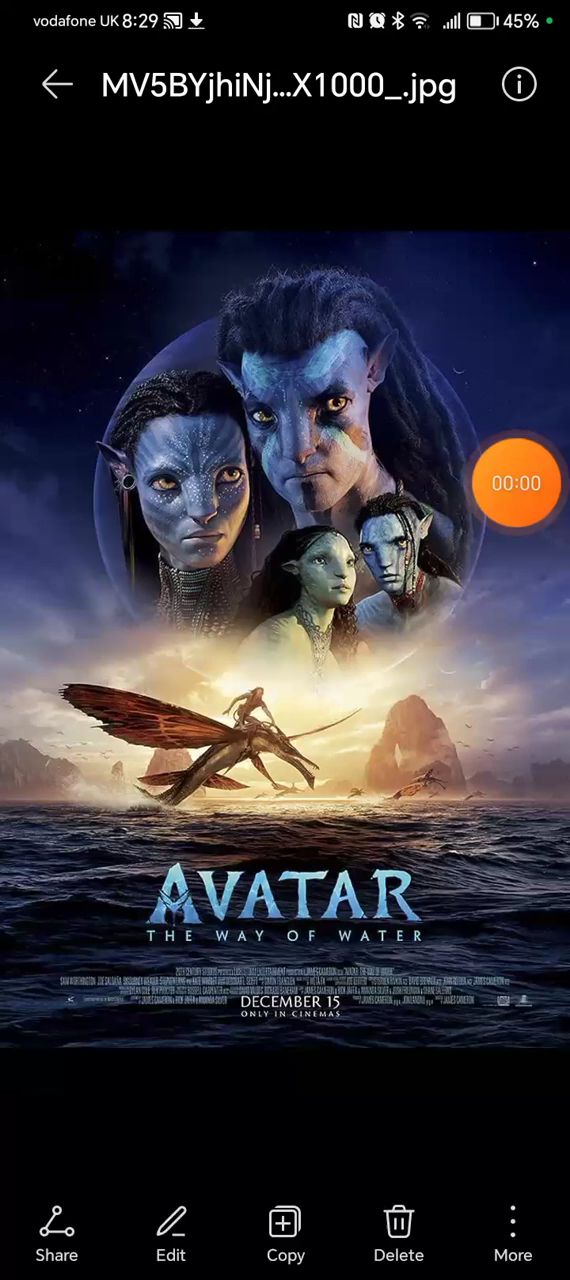 vodafone UK 8:29
45%
MV5BYjhiNj...X1000_.jpg
00:00
AVATAR
THE WAY OF WATER
DECEMBER 15
ONLY IN CINEMAS
Share
Edit
Copy
Delete
More